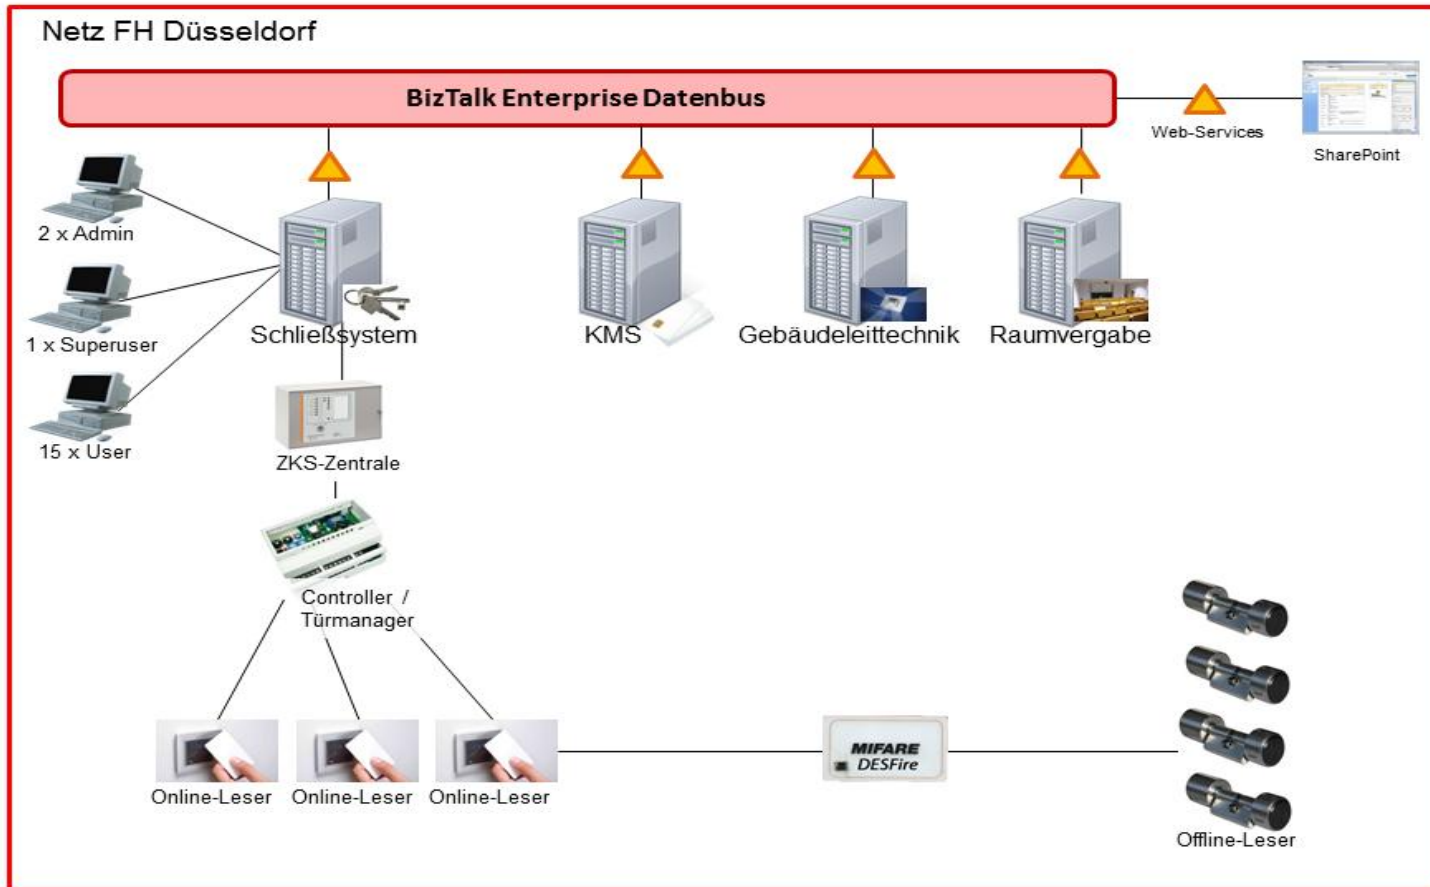 Netz FH Düsseldorf
BizTalk Enterprise Datenbus
Web-Services
SharePoint
2 x Admin
1 x Superuser
15 x User
Schließsystem
KMS
Gebäudeleittechnik
Raumvergabe
ZKS-Zentrale
Controller /
Türmanager
Online-Leser
Online-Leser
Online-Leser
MIFARE
DESFire
Offline-Leser